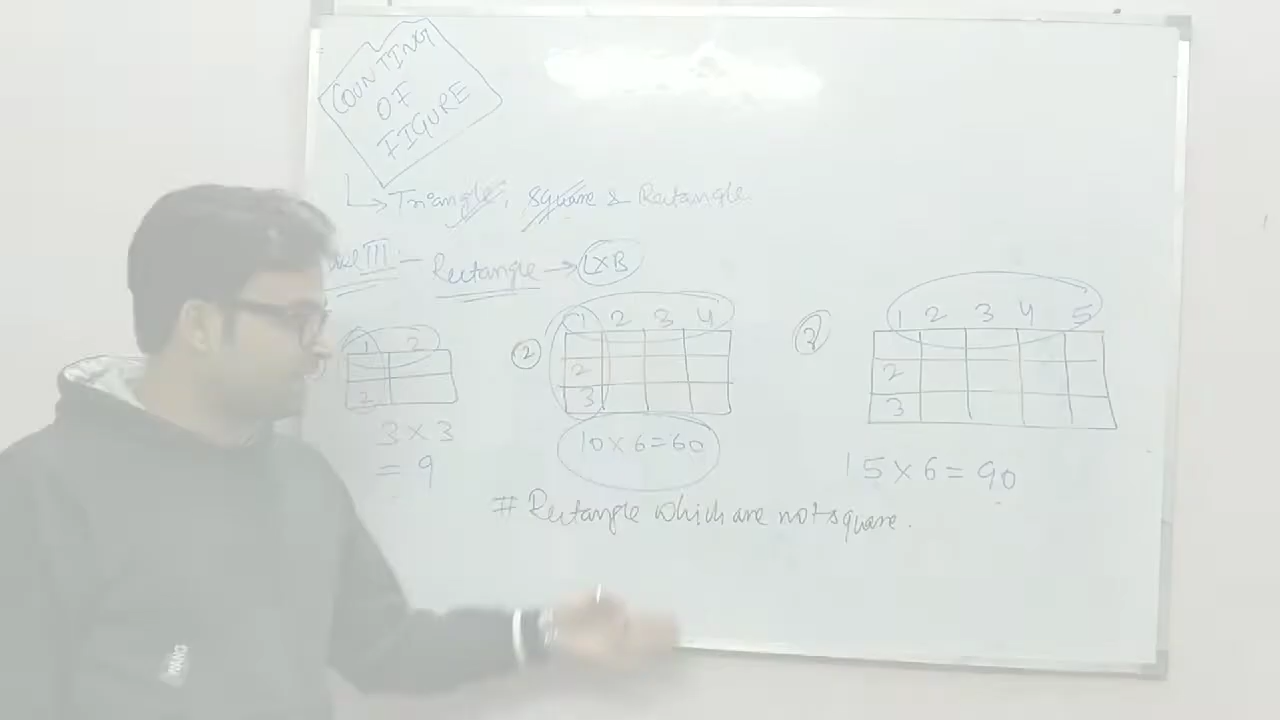 COUNTING
OF
FIGURE
Triangle, square & Rectangle
III - Rectangle → L×B
1 2
2
3 × 3
= 9
2
1 2 3 4
2
3
10 × 6 = 60
3
1 2 3 4 5
2
3
15 × 6 = 90
# Rectangle which are not square.